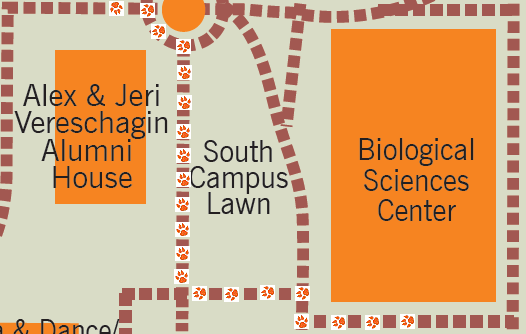 Alex & Jeri
Vereschagin
Alumni
House
South
Campus
Lawn
Biological
Sciences
Center
& Dance/